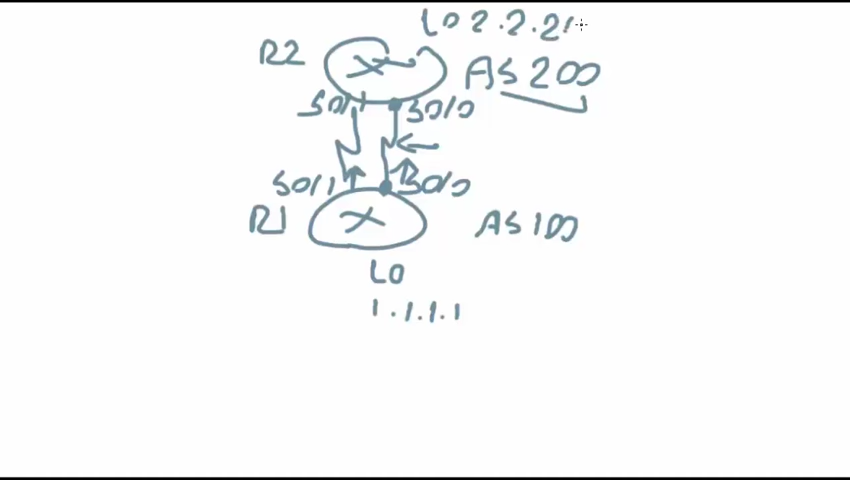 L0 2.2.2.
R2
AS 200
S0/1
S0/0
S0/1
S0/0
R1
AS 100
L0
1.1.1.1